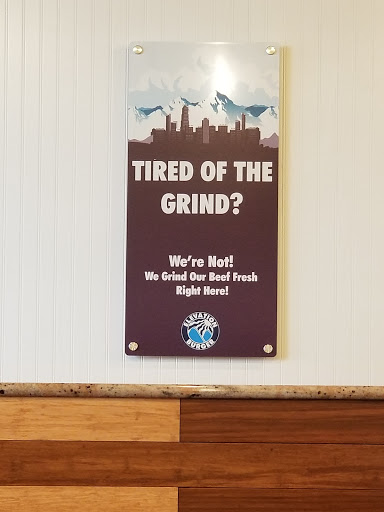 TIRED OF THE
GRIND?
We're Not!
We Grind Our Beef Fresh
Right Here!
ELEVATION
BURGER